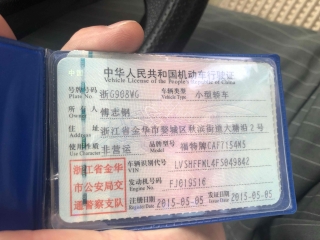 中华人民共和国机动车行驶证
Vehicle License of the People's Republic of China
号牌号码 浙G908WG 车辆类型 小型轿车
Plate No. Vehicle Type
所有人 傅志钢
Owner
住址 浙江省金华市婺城区秋滨街道大塘沿2号
Address
使用性质 非营运 品牌型号 福特牌CAF7154M5
Use Character Model
浙江省金华市公安局交通警察支队
车辆识别代号 LVSHFFML4FS049842
VIN
发动机号码 FJ619516
Engine No.
注册日期 2015-05-05 发证日期 2015-05-05
Register Date Issue Date